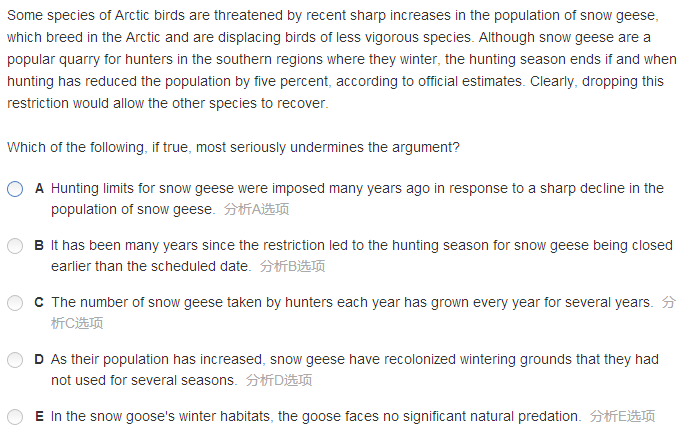 Some species of Arctic birds are threatened by recent sharp increases in the population of snow geese,
which breed in the Arctic and are displacing birds of less vigorous species. Although snow geese are a
popular quarry for hunters in the southern regions where they winter, the hunting season ends if and when
hunting has reduced the population by five percent, according to official estimates. Clearly, dropping this
restriction would allow the other species to recover.
Which of the following, if true, most seriously undermines the argument?
A Hunting limits for snow geese were imposed many years ago in response to a sharp decline in the
population of snow geese. 分析A选项
B It has been many years since the restriction led to the hunting season for snow geese being closed
earlier than the scheduled date. 分析B选项
C The number of snow geese taken by hunters each year has grown every year for several years. 分
析C选项
D As their population has increased, snow geese have recolonized wintering grounds that they had
not used for several seasons. 分析D选项
E In the snow goose's winter habitats, the goose faces no significant natural predation. 分析E选项